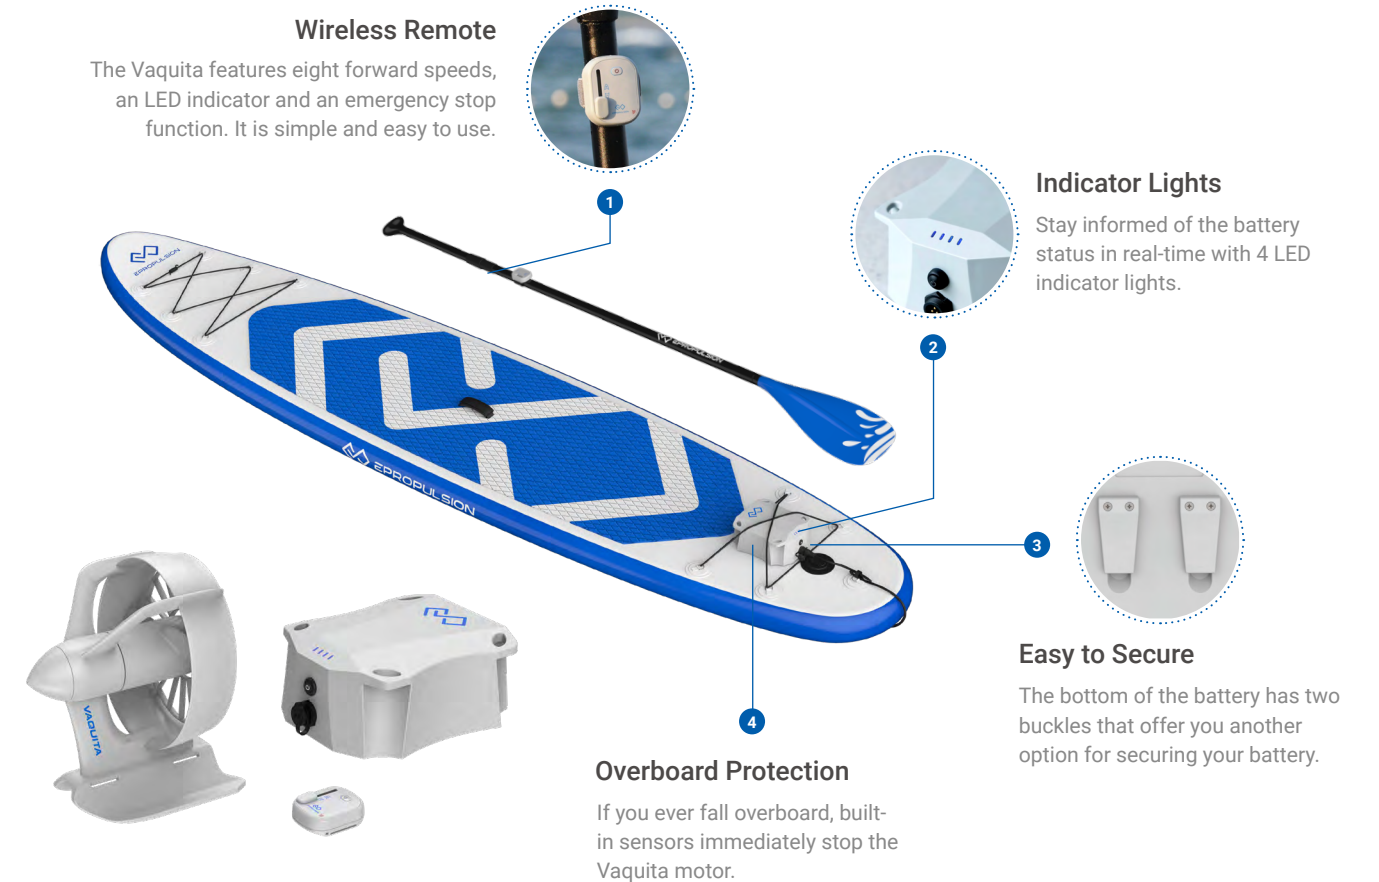 Wireless Remote
The Vaquita features eight forward speeds,
an LED indicator and an emergency stop
function. It is simple and easy to use.
1
Indicator Lights
Stay informed of the battery
status in real-time with 4 LED
indicator lights.
2
EPROPULSION
EPROPULSION
EPROPULSION
3
Easy to Secure
The bottom of the battery has two
buckles that offer you another
option for securing your battery.
VAQUITA
4
Overboard Protection
If you ever fall overboard, built-
in sensors immediately stop the
Vaquita motor.